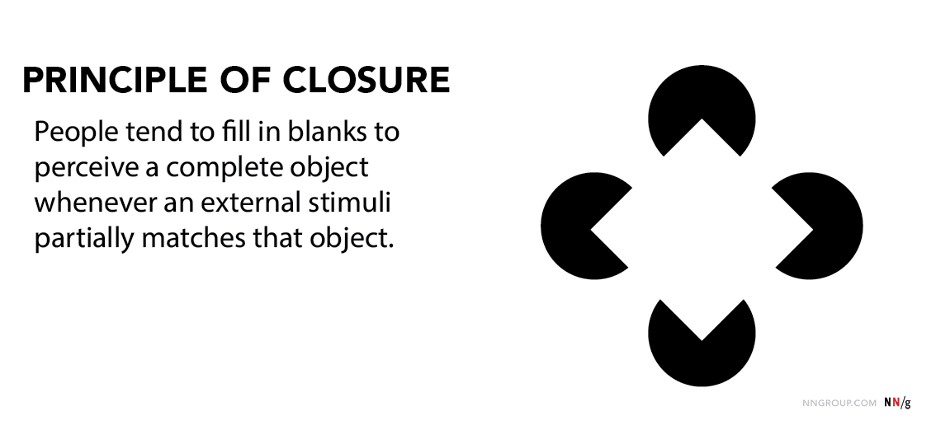 PRINCIPLE OF CLOSURE
People tend to fill in blanks to
perceive a complete object
whenever an external stimuli
partially matches that object.
NNGROUP.COM NN/g